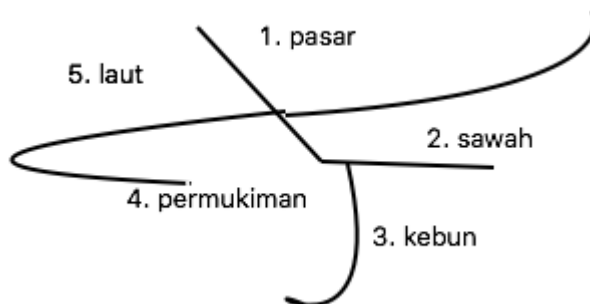 1. pasar
5. laut
2. sawah
4. permukiman
3. kebun